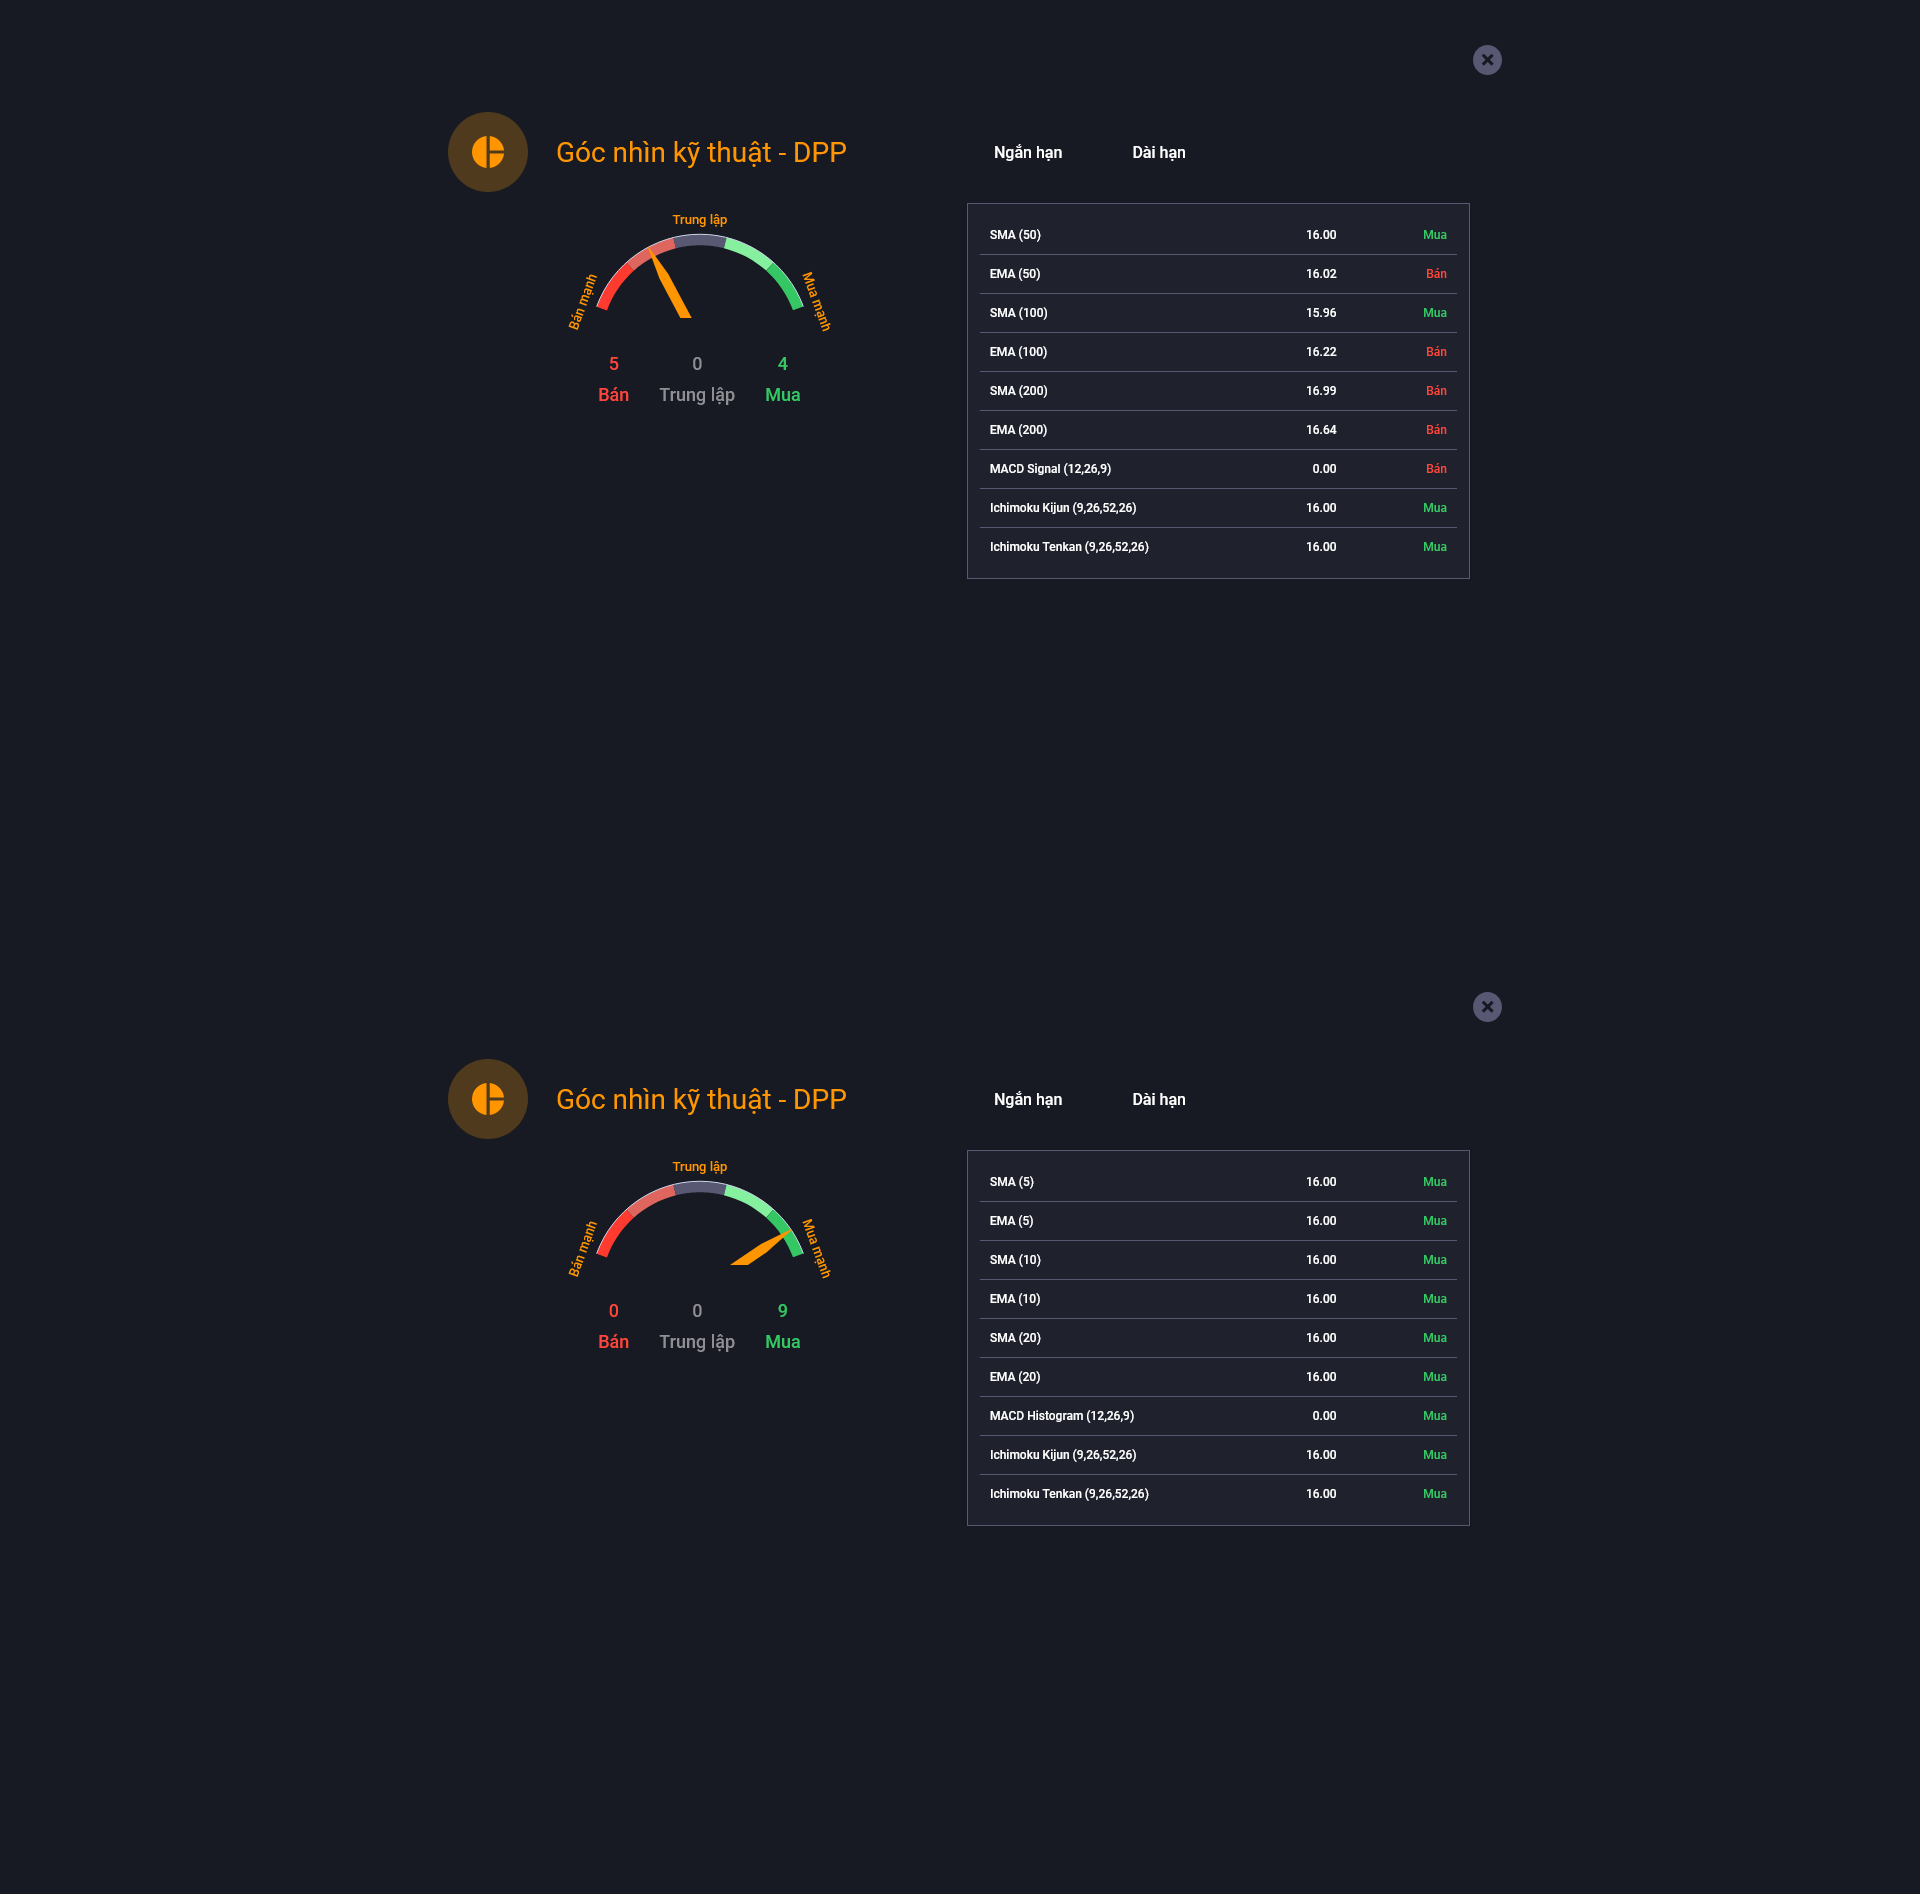 Góc nhìn kỹ thuật - DPP
Ngắn hạn Dài hạn
Trung lập
Bán mạnh
Mua mạnh
5 0 4
Bán Trung lập Mua
SMA (50) 16.00 Mua
EMA (50) 16.02 Bán
SMA (100) 15.96 Mua
EMA (100) 16.22 Bán
SMA (200) 16.99 Bán
EMA (200) 16.64 Bán
MACD Signal (12,26,9) 0.00 Bán
Ichimoku Kijun (9,26,52,26) 16.00 Mua
Ichimoku Tenkan (9,26,52,26) 16.00 Mua
Góc nhìn kỹ thuật - DPP
Ngắn hạn Dài hạn
Trung lập
Bán mạnh
Mua mạnh
0 0 9
Bán Trung lập Mua
SMA (5) 16.00 Mua
EMA (5) 16.00 Mua
SMA (10) 16.00 Mua
EMA (10) 16.00 Mua
SMA (20) 16.00 Mua
EMA (20) 16.00 Mua
MACD Histogram (12,26,9) 0.00 Mua
Ichimoku Kijun (9,26,52,26) 16.00 Mua
Ichimoku Tenkan (9,26,52,26) 16.00 Mua